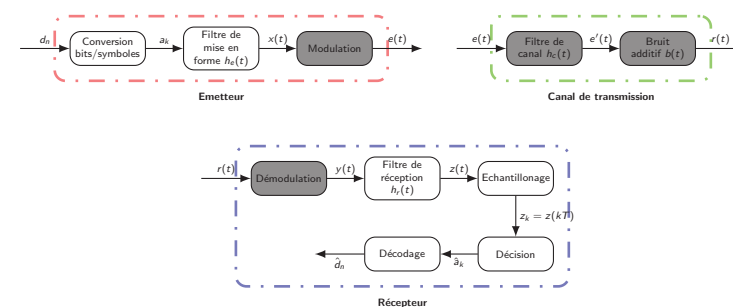 d_n
Conversion
bits/symboles
a_k
Filtre de
mise en
forme h_e(t)
x(t)
Modulation
e(t)
Emetteur
e(t)
Filtre de
canal h_c(t)
e'(t)
Bruit
additif b(t)
r(t)
Canal de transmission
r(t)
Démodulation
y(t)
Filtre de
réception
h_r(t)
z(t)
Echantillonage
z_k = z(kT)
Décision
â_k
Décodage
d̂_n
Récepteur